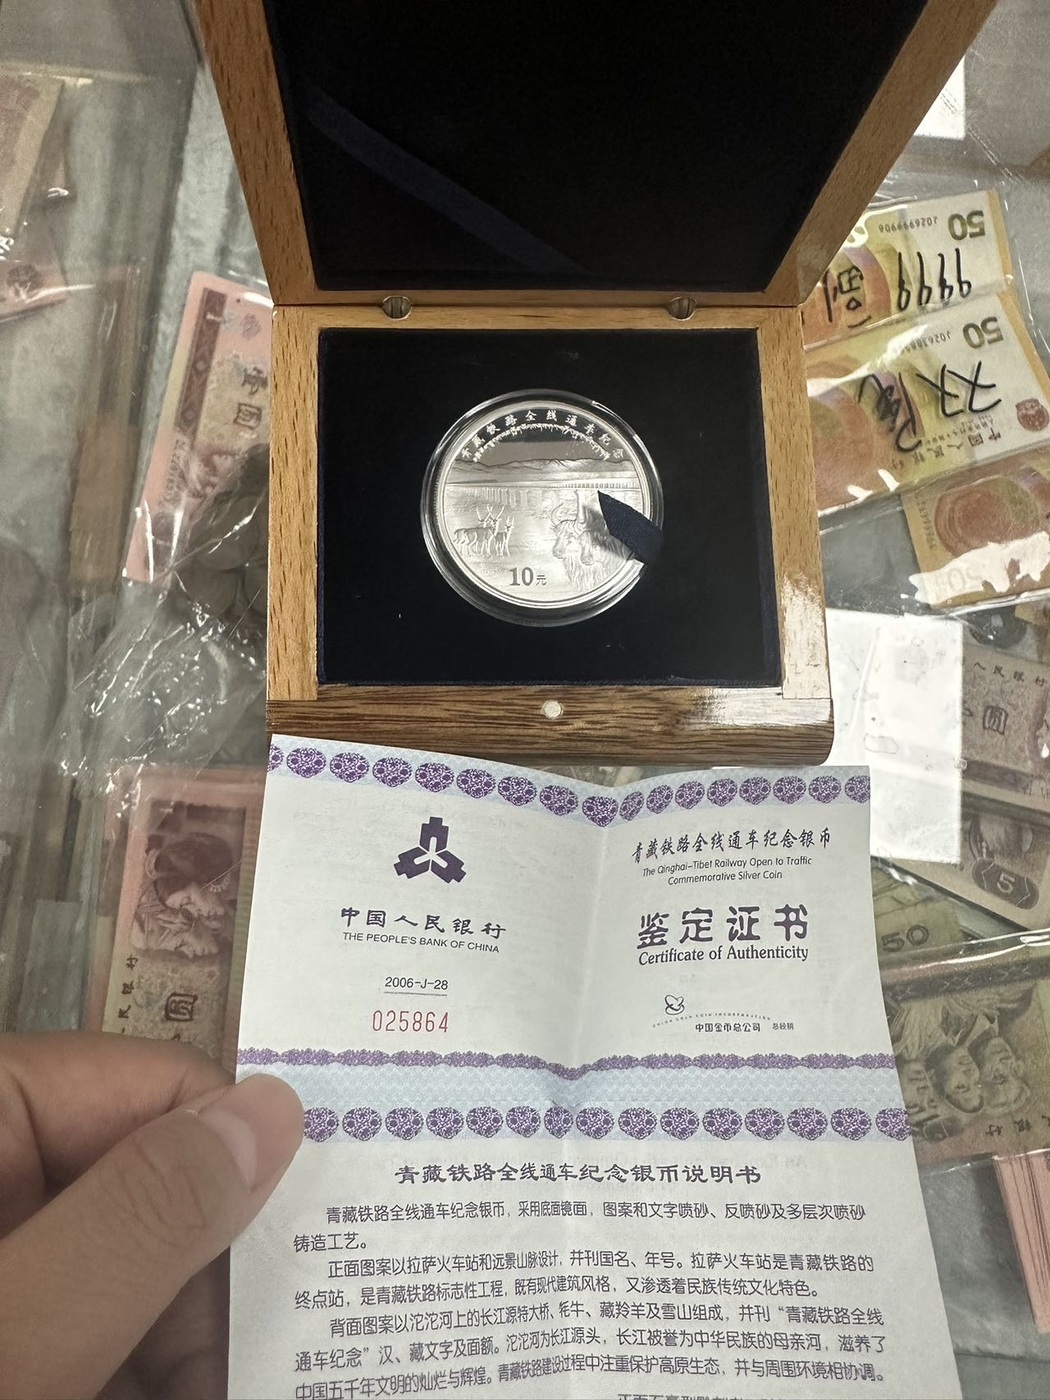 青藏铁路全线通车纪念
10元
中国人民银行
THE PEOPLE'S BANK OF CHINA
2006-J-28
025864
青藏铁路全线通车纪念银币
The Qinghai-Tibet Railway Open to Traffic
Commemorative Silver Coin
鉴定证书
Certificate of Authenticity
CHINA GOLD COIN INCORPORATION
中国金币总公司 总经销
青藏铁路全线通车纪念银币说明书
青藏铁路全线通车纪念银币，采用底面镜面，图案和文字喷砂、反喷砂及多层次喷砂
铸造工艺。
正面图案以拉萨火车站和远景山脉设计，并刊国名、年号。拉萨火车站是青藏铁路的
终点站，是青藏铁路标志性工程，既有现代建筑风格，又渗透着民族传统文化特色。
背面图案以沱沱河上的长江源特大桥、牦牛、藏羚羊及雪山组成，并刊“青藏铁路全线
通车纪念”汉、藏文字及面额。沱沱河为长江源头，长江被誉为中华民族的母亲河，滋养了
中国五千年文明的灿烂与辉煌。青藏铁路建设过程中注重保护高原生态，并与周围环境相协调。
50
9999
50
双
圆
圆
人民银行
圆
5
50
民银行